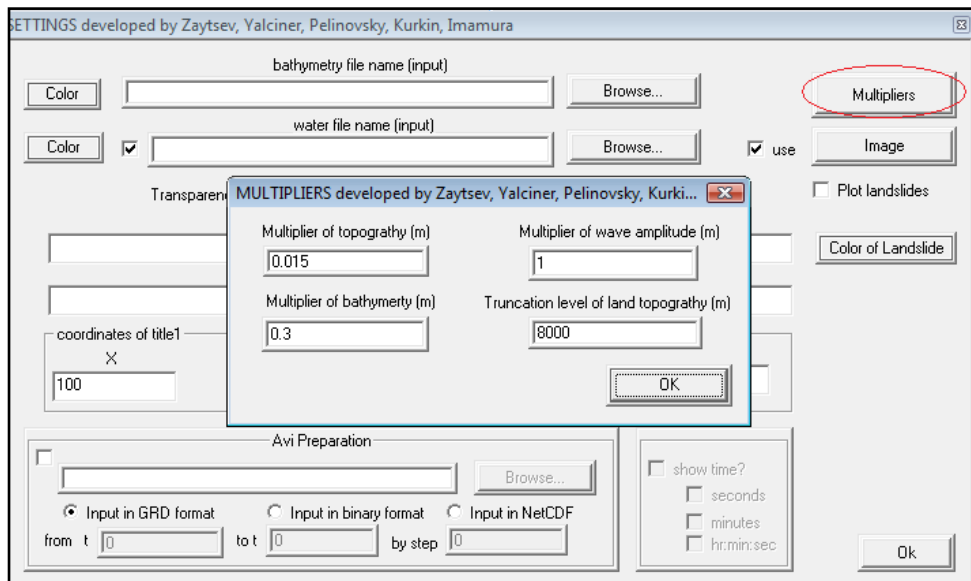 SETTINGS developed by Zaytsev, Yalciner, Pelinovsky, Kurkin, Imamura
bathymetry file name (input)
Color
Browse...
Multipliers
water file name (input)
Color
Browse...
use
Image
MULTIPLIERS developed by Zaytsev, Yalciner, Pelinovsky, Kurki...
Plot landslides
Multiplier of topograthy (m)
Multiplier of wave amplitude (m)
0.015
1
Color of Landslide
Multiplier of bathymerty (m)
Truncation level of land topograthy (m)
0.3
8000
coordinates of title1
X
100
OK
Avi Preparation
Browse...
show time?
seconds
Input in GRD format
Input in binary format
Input in NetCDF
minutes
from t
0
to t
0
by step
0
hr:min:sec
Ok